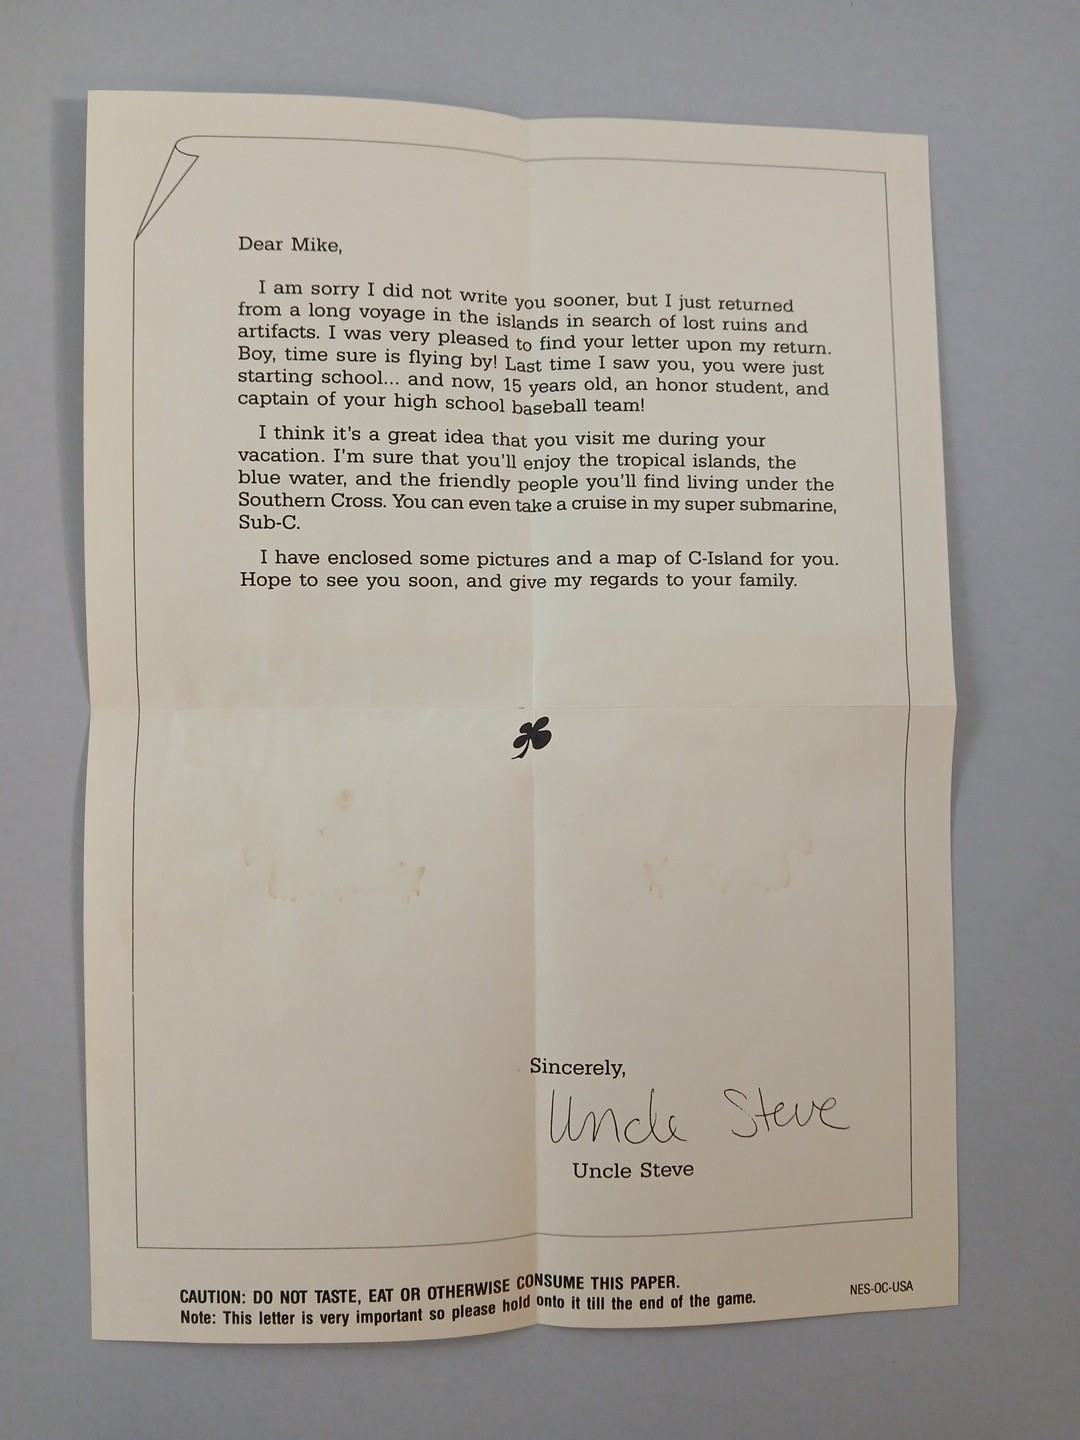 Dear Mike,
I am sorry I did not write you sooner, but I just returned
from a long voyage in the islands in search of lost ruins and
artifacts. I was very pleased to find your letter upon my return.
Boy, time sure is flying by! Last time I saw you, you were just
starting school... and now, 15 years old, an honor student, and
captain of your high school baseball team!
I think it's a great idea that you visit me during your
vacation. I'm sure that you'll enjoy the tropical islands, the
blue water, and the friendly people you'll find living under the
Southern Cross. You can even take a cruise in my super submarine,
Sub-C.
I have enclosed some pictures and a map of C-Island for you.
Hope to see you soon, and give my regards to your family.
Sincerely,
Uncle Steve
Uncle Steve
CAUTION: DO NOT TASTE, EAT OR OTHERWISE CONSUME THIS PAPER.
Note: This letter is very important so please hold onto it till the end of the game.
NES-OC-USA